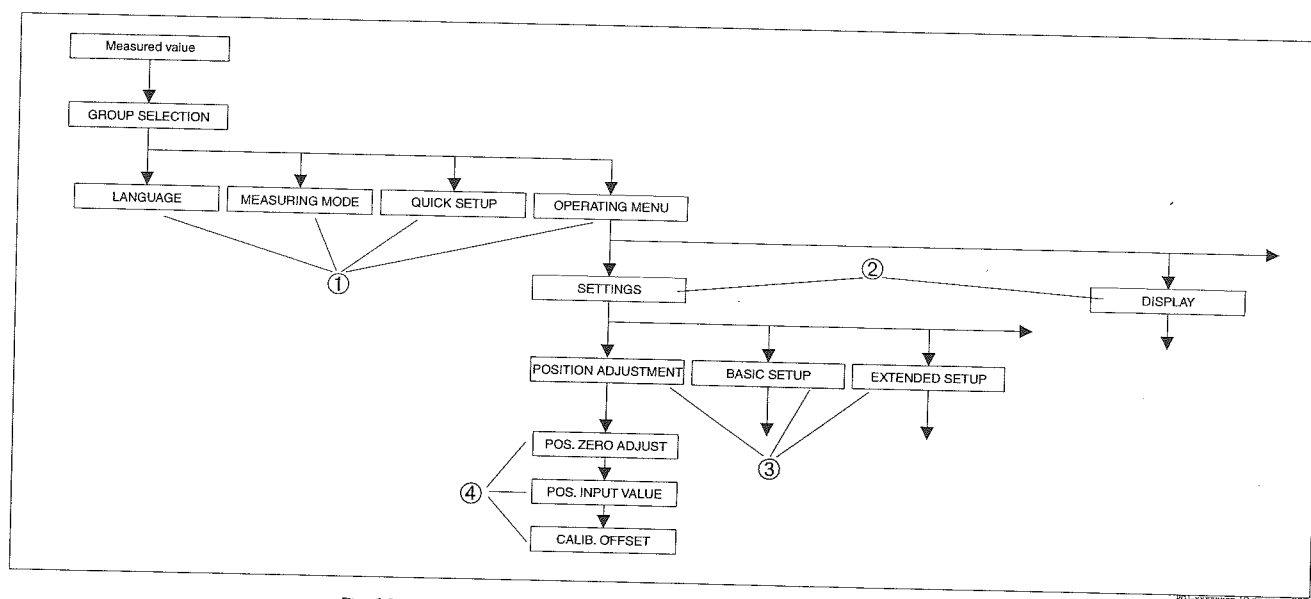 Measured value
GROUP SELECTION
LANGUAGE
MEASURING MODE
QUICK SETUP
OPERATING MENU
①
SETTINGS
②
DISPLAY
POSITION ADJUSTMENT
BASIC SETUP
EXTENDED SETUP
③
POS. ZERO ADJUST
④
POS. INPUT VALUE
CALIB. OFFSET